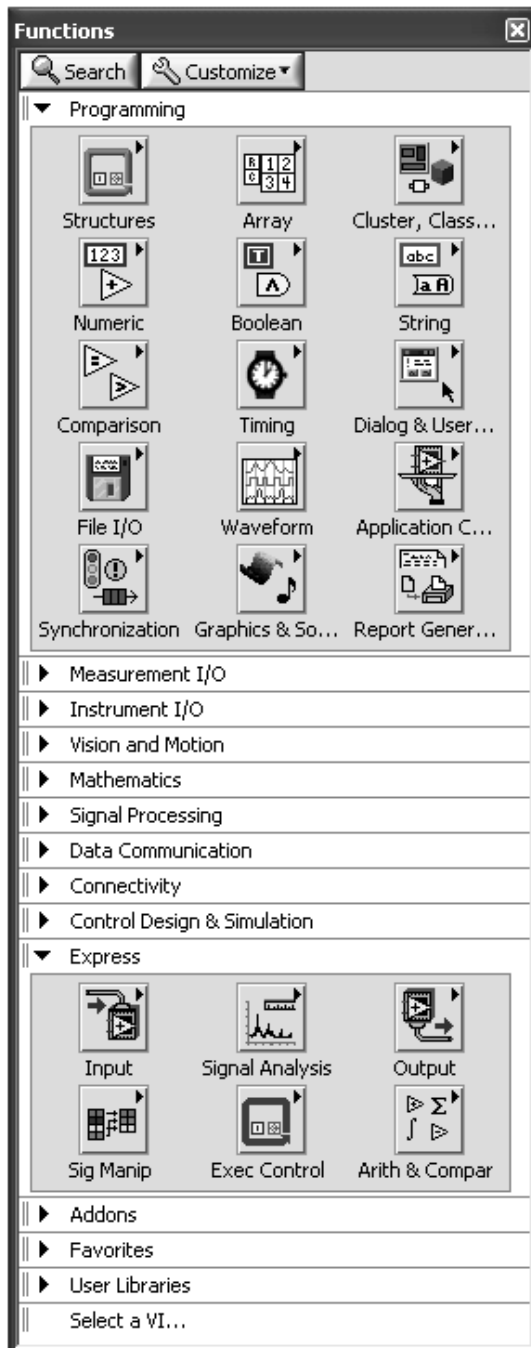 Functions
Search Customize
Programming
Structures Array Cluster, Class...
Numeric Boolean String
Comparison Timing Dialog & User...
File I/O Waveform Application C...
Synchronization Graphics & So... Report Gener...
Measurement I/O
Instrument I/O
Vision and Motion
Mathematics
Signal Processing
Data Communication
Connectivity
Control Design & Simulation
Express
Input Signal Analysis Output
Sig Manip Exec Control Arith & Compar
Addons
Favorites
User Libraries
Select a VI...